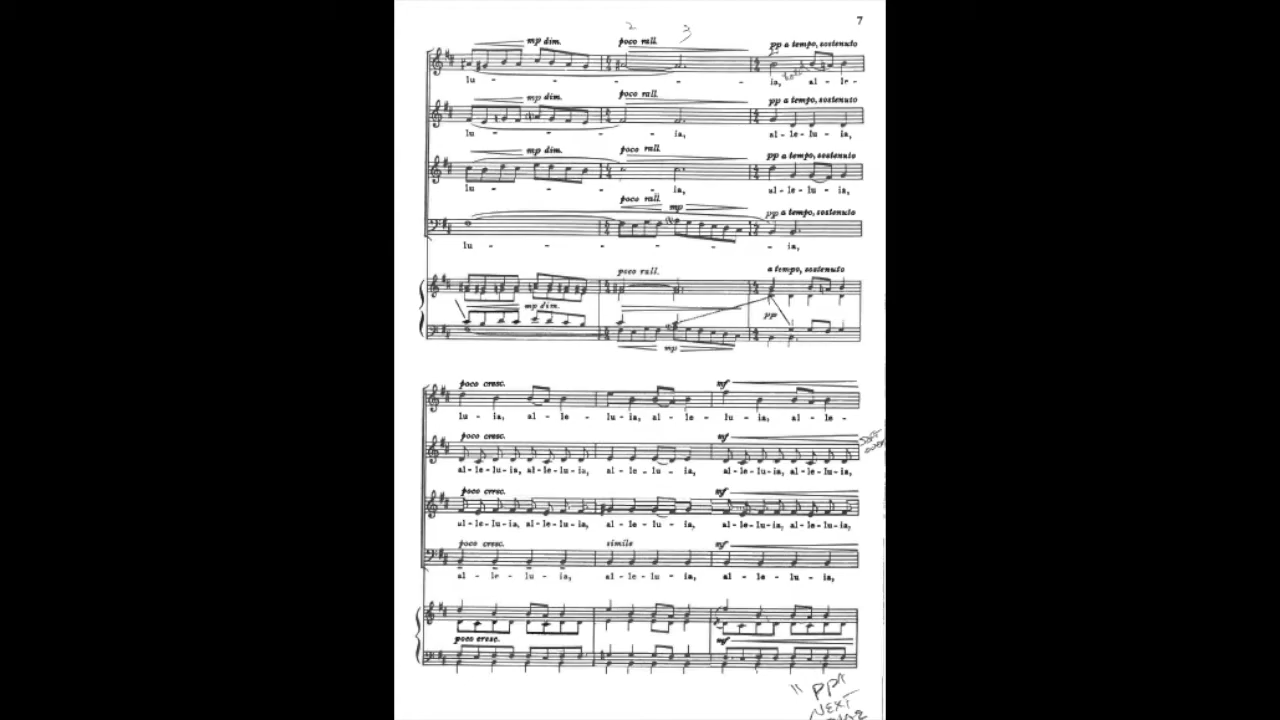 7
2 3
mp dim. poco rall. pp a tempo, sostenuto
lu - - - - - ia, al - le -
mp dim. poco rall. pp a tempo, sostenuto
lu - - - ia, al - le - lu - ia,
mp dim. poco rall. pp a tempo, sostenuto
lu - - - ia, al - le - lu - ia,
poco rall. mp pp a tempo, sostenuto
lu - - - - - ia,
poco rall. a tempo, sostenuto
mp dim. pp
mp
poco cresc. mf
lu - ia, al - le - lu - ia, al - le - lu - ia, al - le -
poco cresc. mf
al - le - lu - ia, al - le - lu - ia, al - le - lu - ia, al - le - lu - ia, al - le - lu - ia,
poco cresc. mf
al - le - lu - ia, al - le - lu - ia, al - le - lu - ia, al - le - lu - ia, al - le - lu - ia,
poco cresc. simile mf
al - le - lu - ia, al - le - lu - ia, al - le - lu - ia,
poco cresc. mf
PPP
NEXT